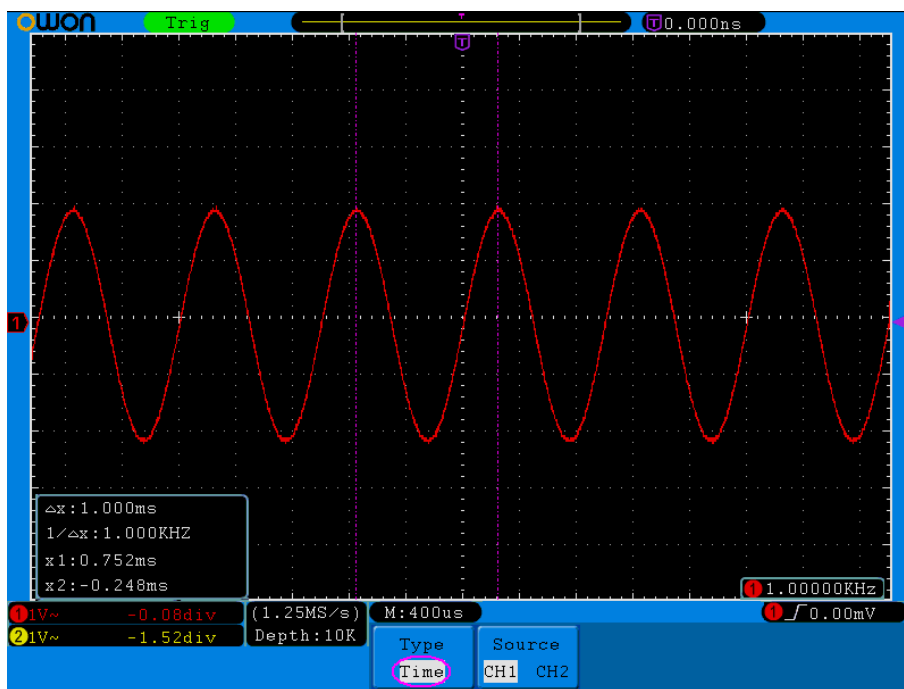 OWON Trig T T 0.000ns
T
1
△x:1.000ms
1/△x:1.000KHZ
x1:0.752ms
x2:-0.248ms
1 1.00000KHz
1 1V~ -0.08div (1.25MS/s) M:400us 1 0.00mV
2 1V~ -1.52div Depth:10K
Type Source
Time CH1 CH2